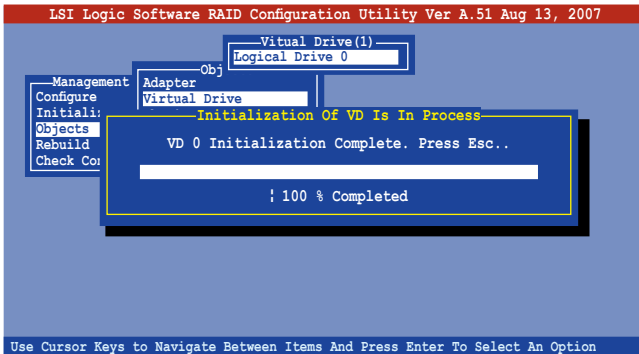 LSI Logic Software RAID Configuration Utility Ver A.51 Aug 13, 2007
Vitual Drive(1)
Logical Drive 0
Obj
Adapter
Virtual Drive
Management
Configure
Initializ
Objects
Rebuild
Check Con
Initialization Of VD Is In Process
VD 0 Initialization Complete. Press Esc..
¦ 100 % Completed
Use Cursor Keys to Navigate Between Items And Press Enter To Select An Option